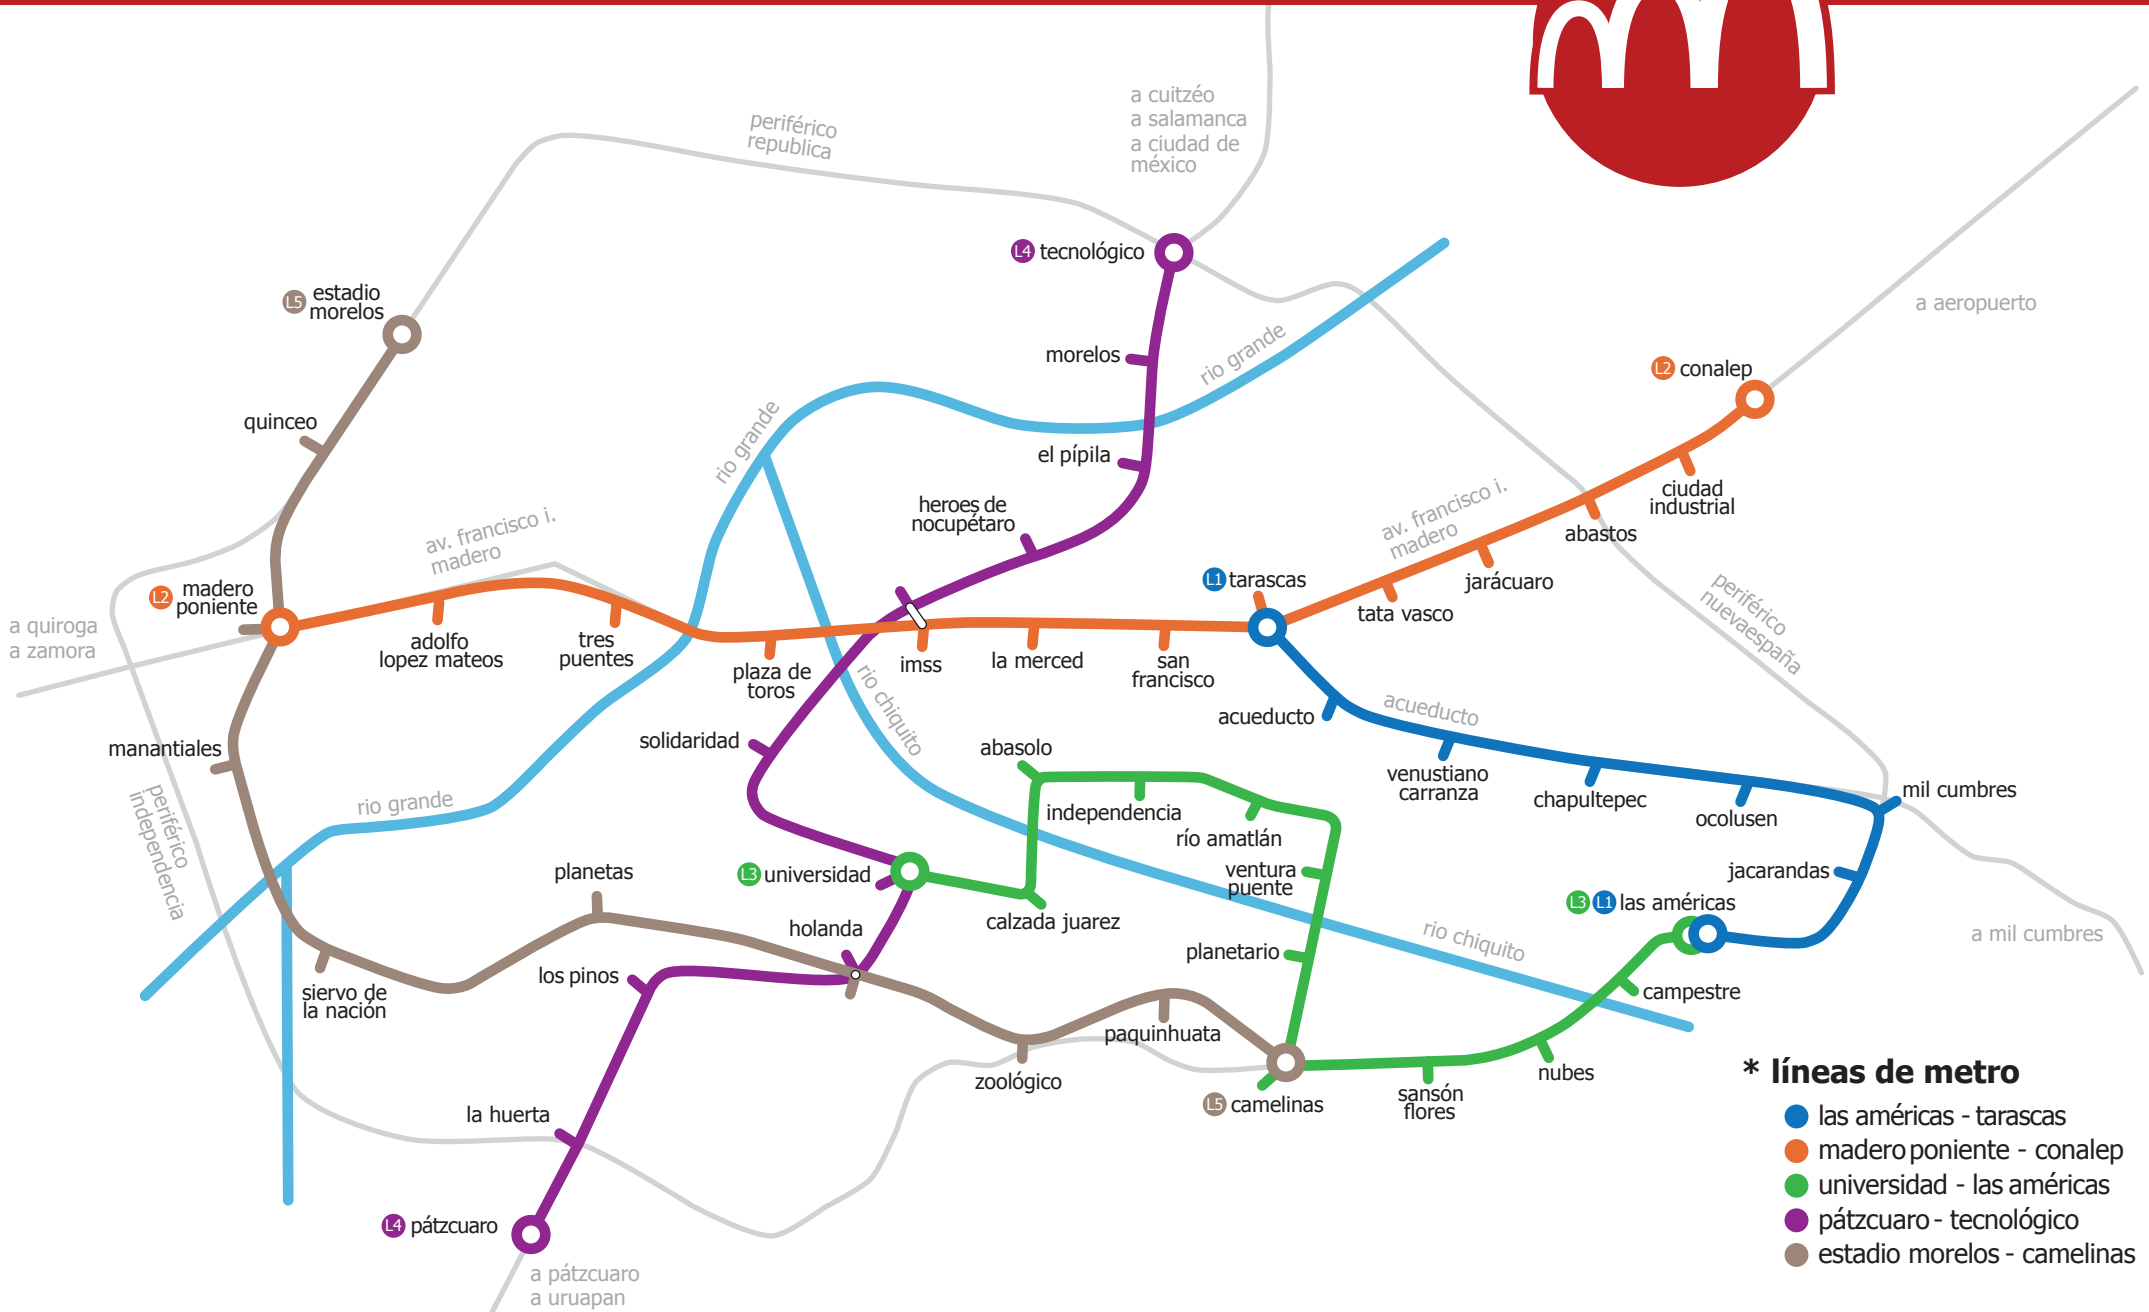 a cuitzéo
a salamanca
a ciudad de
méxico
periférico
republica
L4 tecnológico
L5 estadio
morelos
a aeropuerto
rio grande
morelos
L2 conalep
quinceo
rio grande
el pípila
ciudad
industrial
heroes de
nocupétaro
av. francisco i.
madero
av. francisco i.
madero
abastos
jarácuaro
L1 tarascas
tata vasco
L2 madero
poniente
periférico
nuevaespaña
a quiroga
a zamora
adolfo
lopez mateos
tres
puentes
plaza de
toros
imss
la merced
san
francisco
rio chiquito
acueducto
acueducto
solidaridad
manantiales
abasolo
venustiano
carranza
chapultepec
mil cumbres
ocolusen
periférico
independencia
rio grande
independencia
río amatlán
planetas
L3 universidad
ventura
puente
jacarandas
L3 L1 las américas
calzada juarez
holanda
a mil cumbres
rio chiquito
planetario
los pinos
campestre
siervo de
la nación
paquinhuata
zoológico
nubes
L5 camelinas
sansón
flores
la huerta
L4 pátzcuaro
a pátzcuaro
a uruapan
* líneas de metro
las américas - tarascas
madero poniente - conalep
universidad - las américas
pátzcuaro - tecnológico
estadio morelos - camelinas